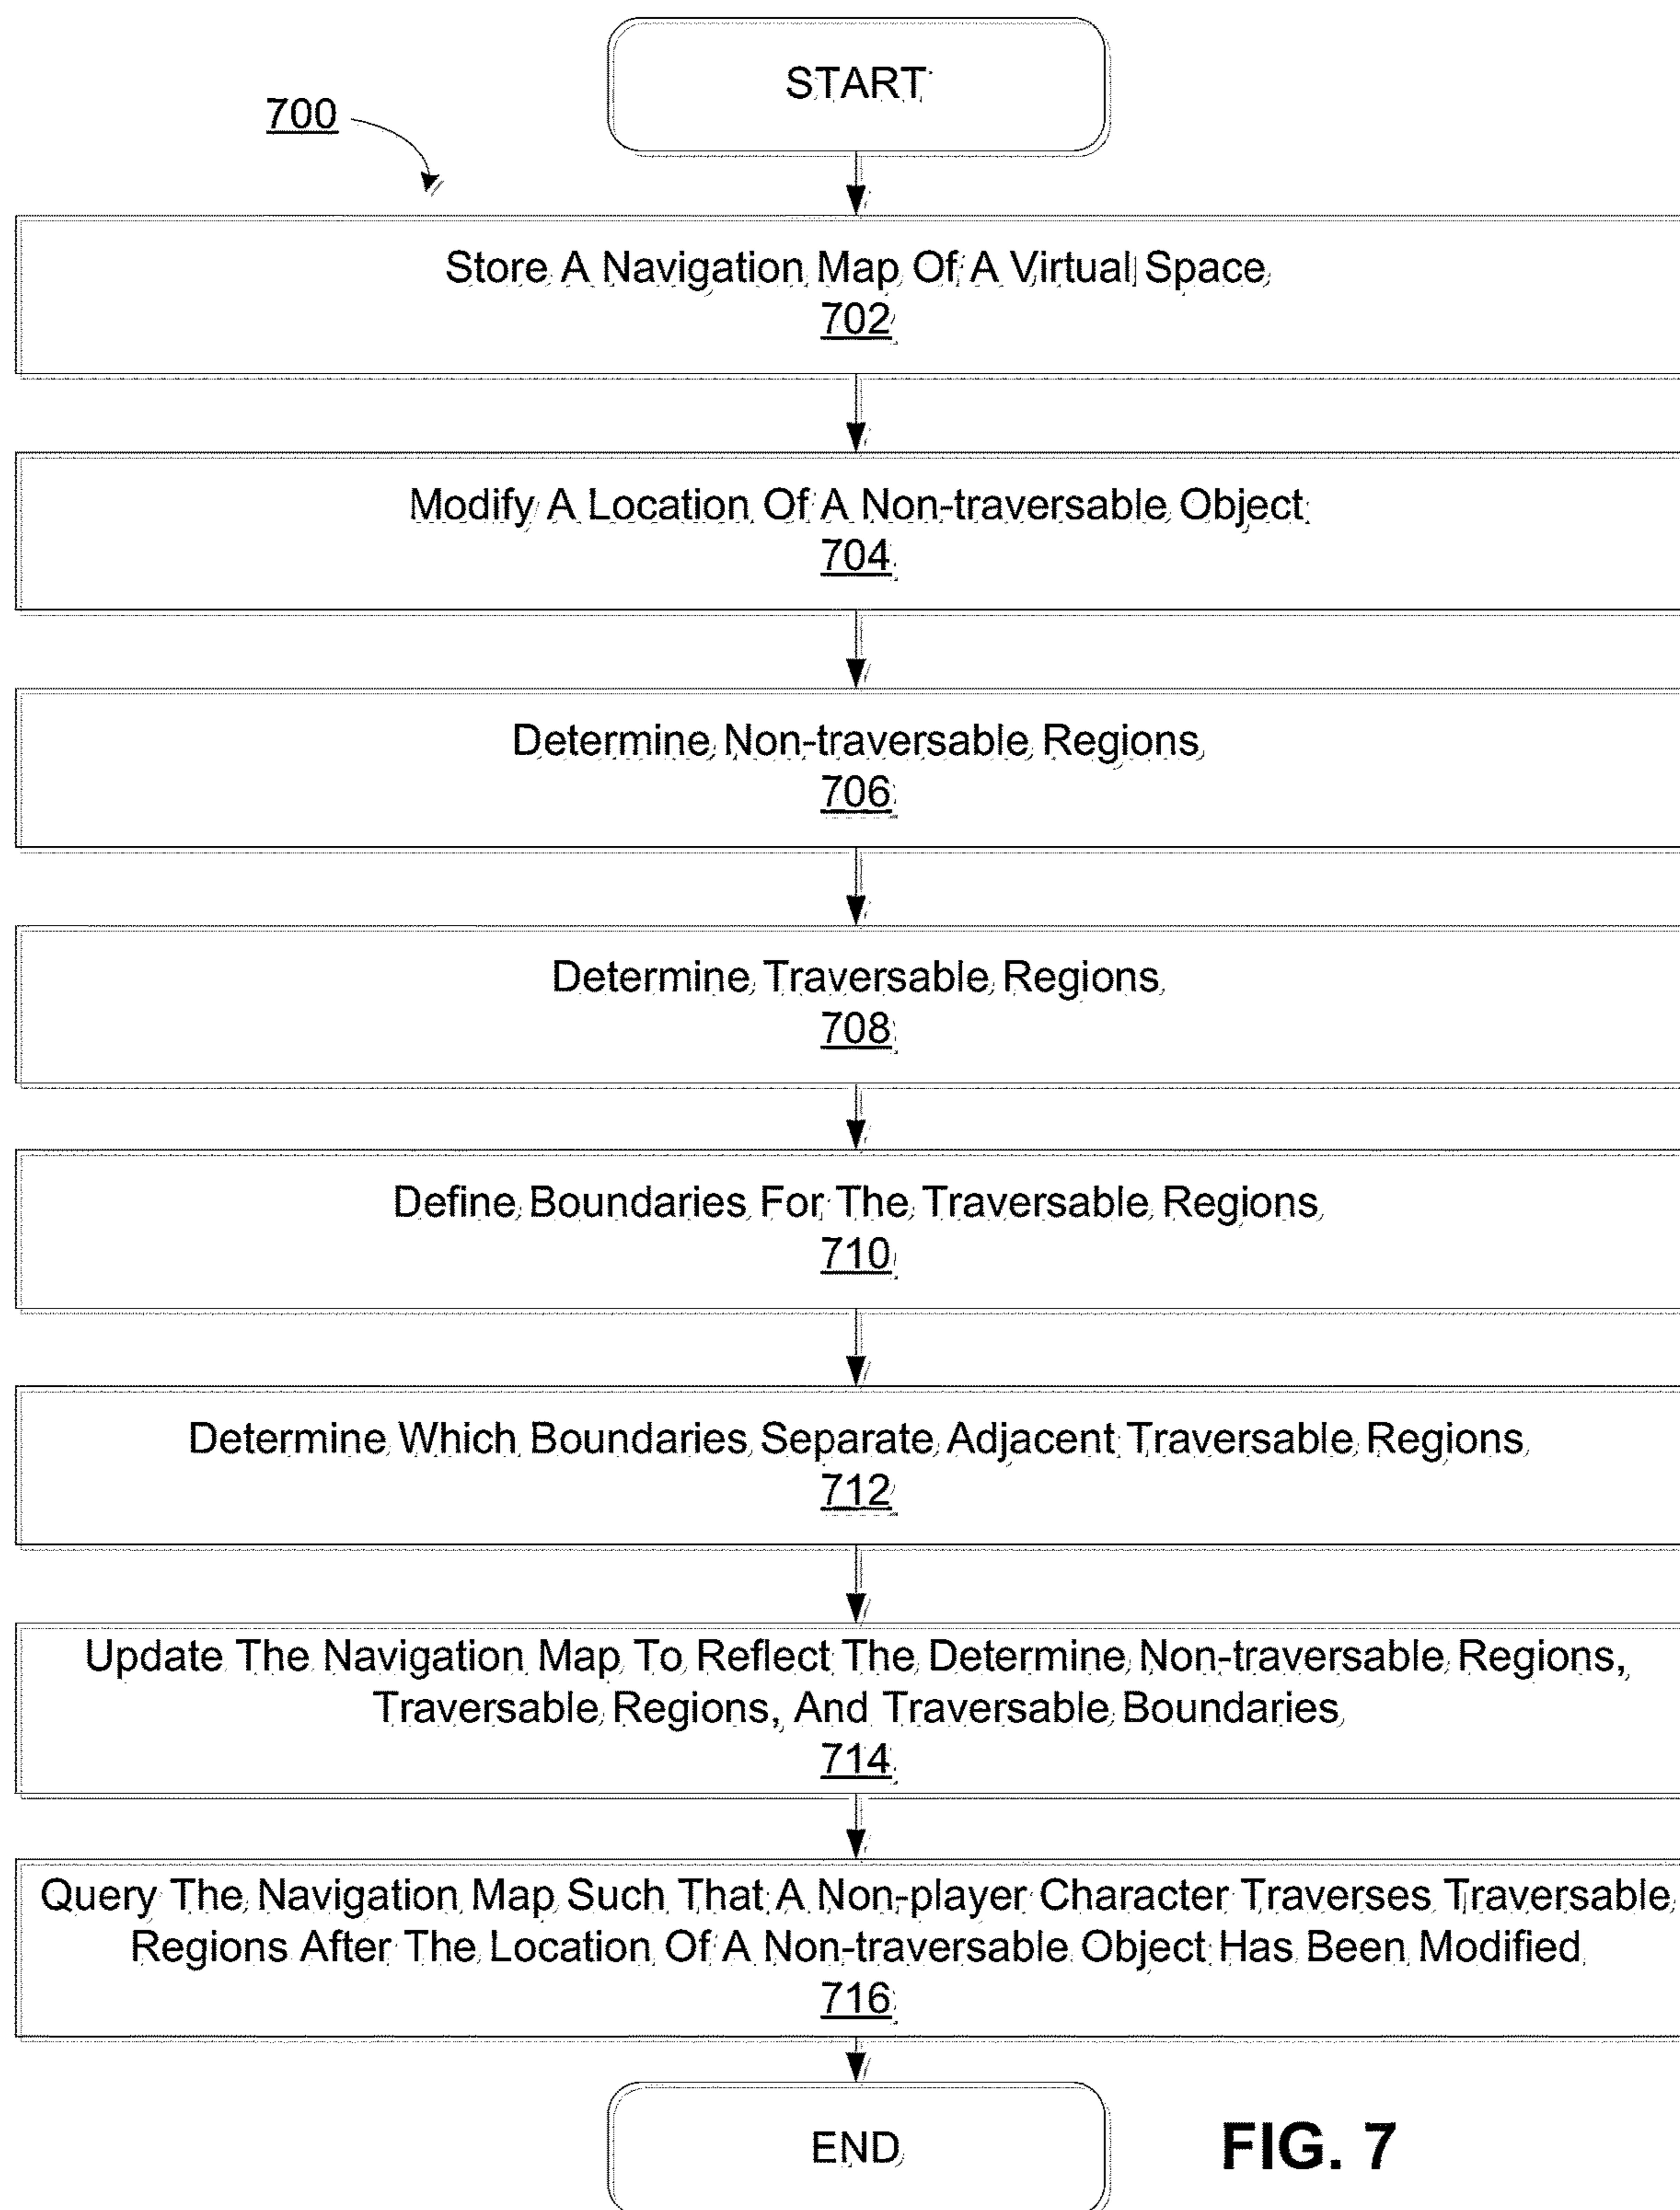 START
700
Store A Navigation Map Of A Virtual Space
702
Modify A Location Of A Non-traversable Object
704
Determine Non-traversable Regions
706
Determine Traversable Regions
708
Define Boundaries For The Traversable Regions
710
Determine Which Boundaries Separate Adjacent Traversable Regions
712
Update The Navigation Map To Reflect The Determine Non-traversable Regions,
Traversable Regions, And Traversable Boundaries
714
Query The Navigation Map Such That A Non-player Character Traverses Traversable
Regions After The Location Of A Non-traversable Object Has Been Modified
716
END
FIG. 7